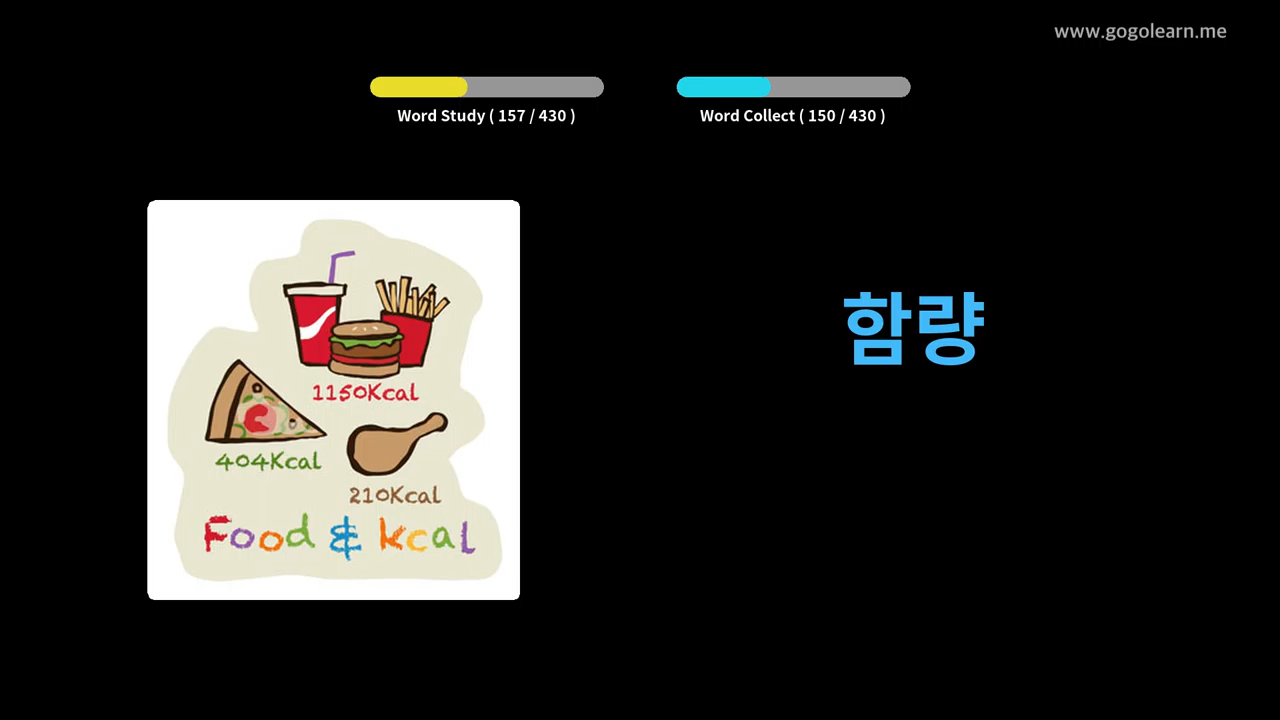 www.gogolearn.me
Word Study ( 157 / 430 )
Word Collect ( 150 / 430 )
1150Kcal
404Kcal
210Kcal
Food & kcal
함량